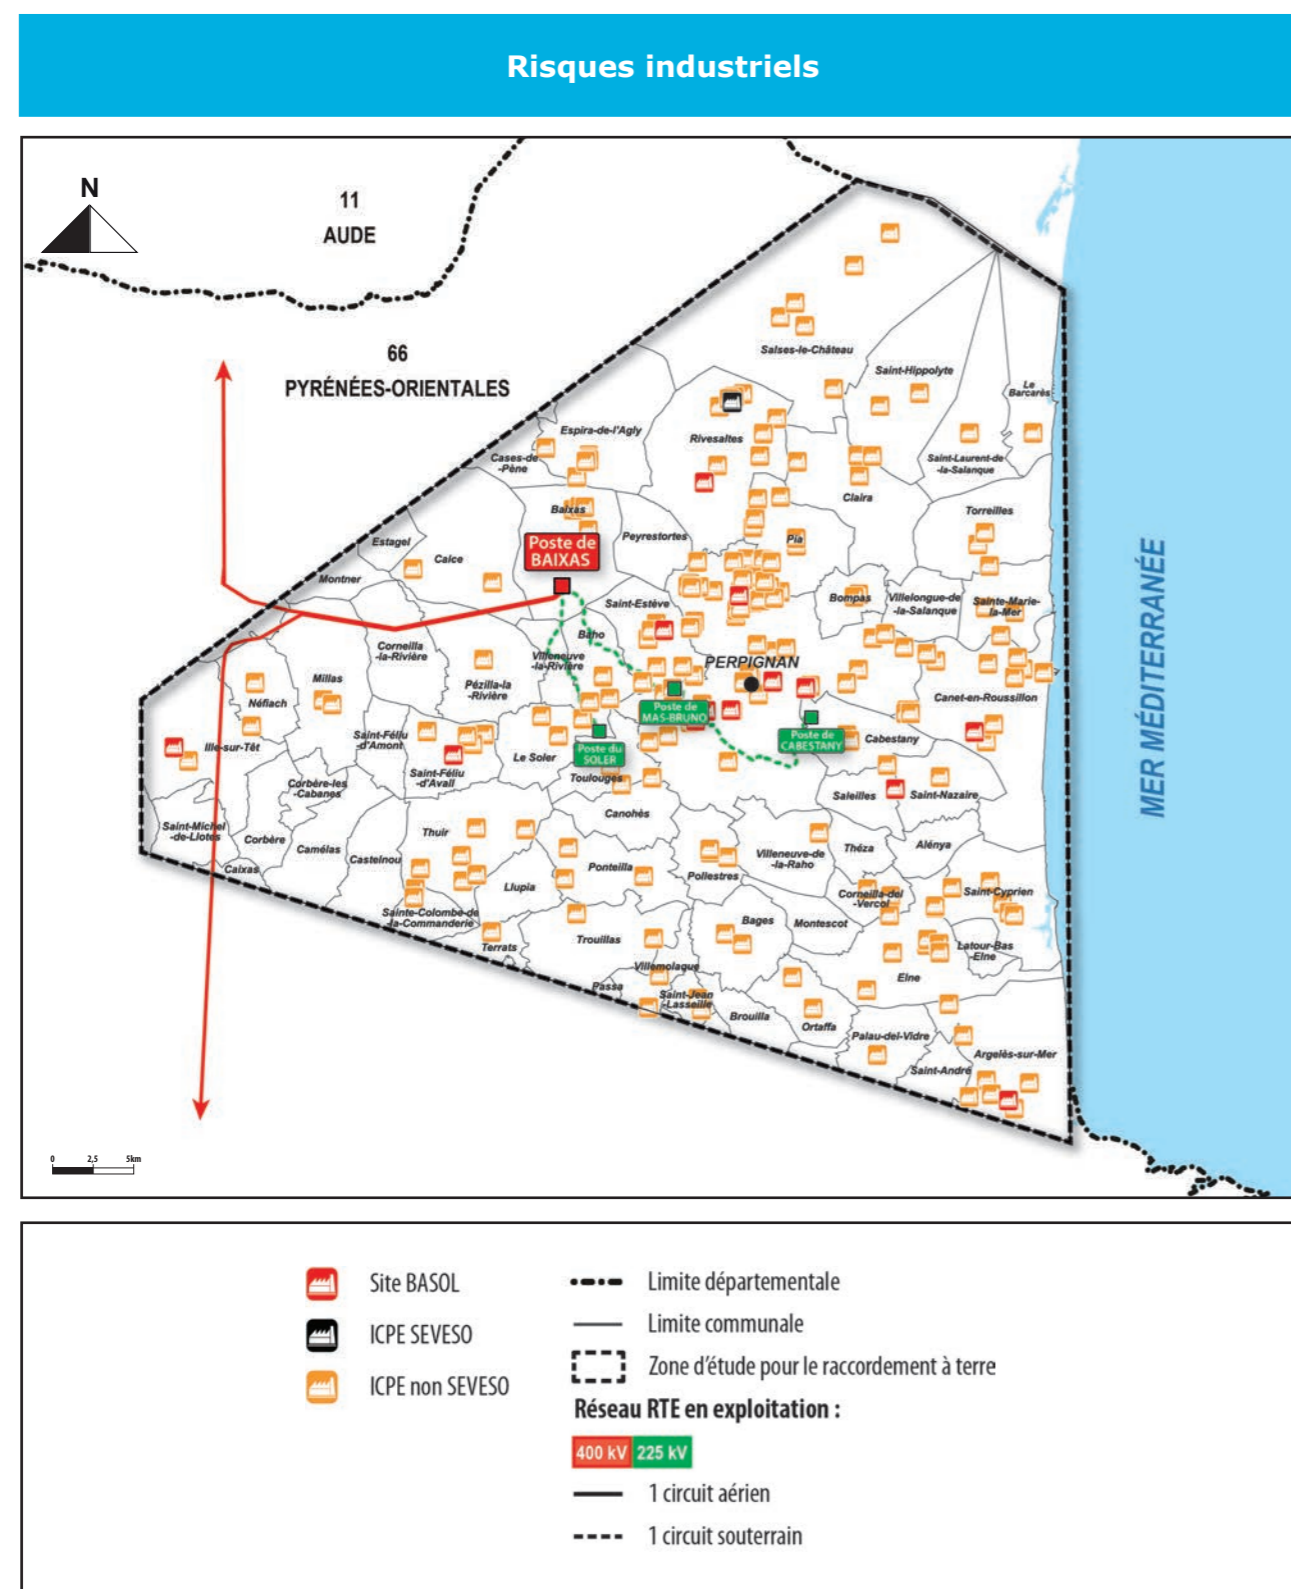 Risques industriels
N
11
AUDE
66
PYRÉNÉES-ORIENTALES
Salses-le-Château
Saint-Hippolyte
Le
Barcarès
Espira-de-l'Agly
Rivesaltes
Cases-de
-Pène
Saint-Laurent-de
-la-Salanque
Claira
Baixas
Torreilles
Estagel
Calce
Poste de
BAIXAS
Peyrestortes
Pia
Montner
Saint-Estève
Bompas
Villelongue-de
-la-Salanque
Sainte-Marie-
la-Mer
Baho
Corneilla
-la-Rivière
Villeneuve
-la-Rivière
PERPIGNAN
Millas
Pézilla-la
-Rivière
Néfiach
Canet-en-Roussillon
Poste de
MAS-BRUNO
Ille-sur-Têt
Saint-Féliu
-d'Amont
Le Soler
Poste du
SOLER
Poste de
CABESTANY
Cabestany
Saint-Féliu
-d'Avall
Toulouges
Corbère-les
-Cabanes
Saleilles
Saint-Nazaire
Canohès
Saint-Michel
-de-Llotes
Corbère
Camélas
Thuir
Castelnou
Caixas
Ponteilla
Pollestres
Villeneuve-de
-la-Raho
Théza
Alénya
Llupia
Corneilla-del
-Vercol
Saint-Cyprien
Sainte-Colombe-de
-la-Commanderie
Terrats
Trouillas
Bages
Montescot
Latour-Bas
-Elne
Villemolaque
Elne
Passa
Saint-Jean
-Lasseille
Brouilla
Ortaffa
Palau-del-Vidre
Saint-André
Argelès-sur-Mer
MER MÉDITERRANÉE
0 2,5 5km
Site BASOL
ICPE SEVESO
ICPE non SEVESO
Limite départementale
Limite communale
Zone d'étude pour le raccordement à terre
Réseau RTE en exploitation :
400 kV 225 kV
1 circuit aérien
1 circuit souterrain